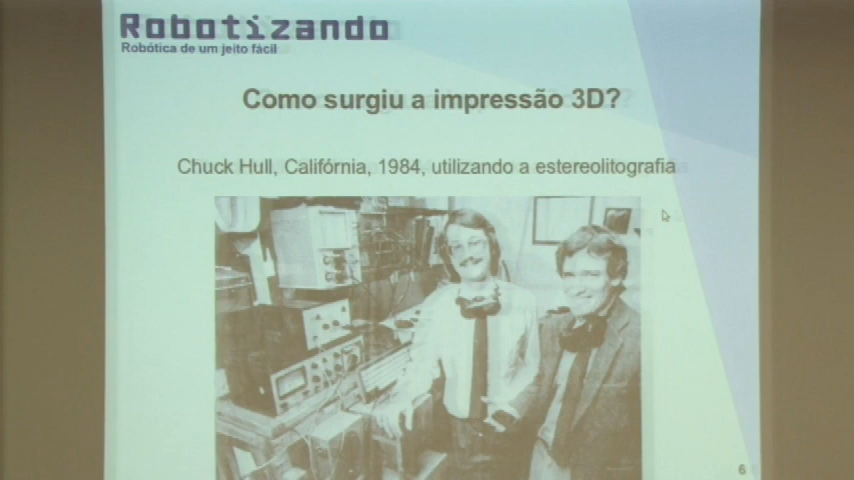 Robotizando
Robótica de um jeito fácil
Como surgiu a impressão 3D?
Chuck Hull, Califórnia, 1984, utilizando a estereolitografia
6